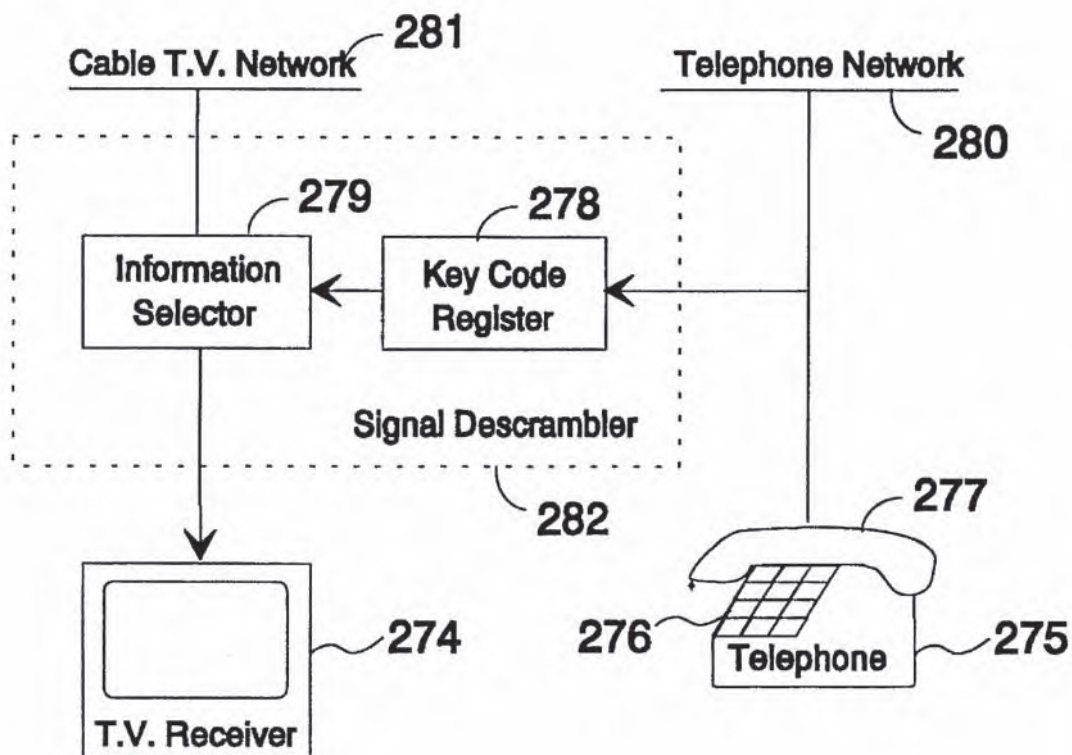 281
Cable T.V. Network
Telephone Network
280
279
278
Information
Selector
Key Code
Register
Signal Descrambler
282
277
274
276
275
Telephone
T.V. Receiver